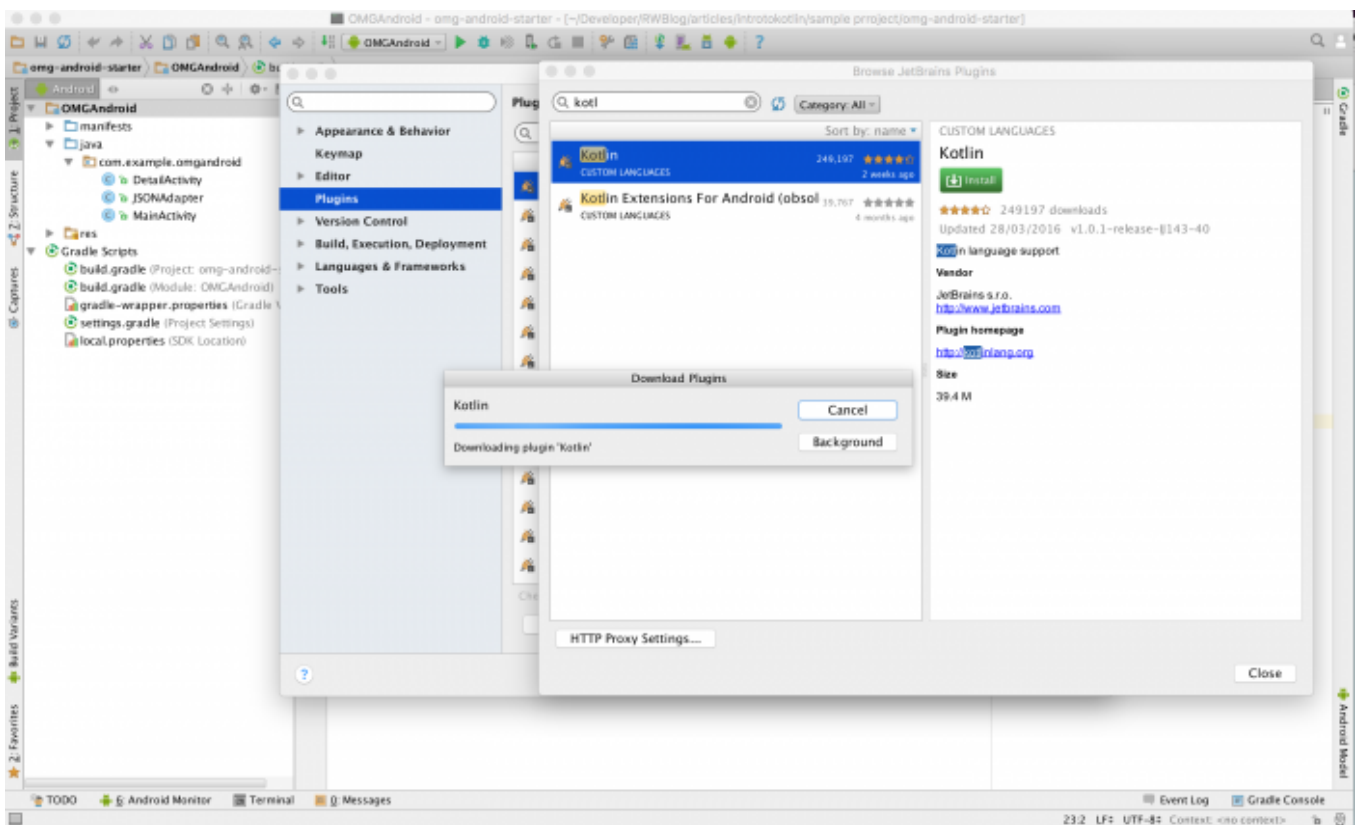 OMGAndroid - omg-android-starter - [~/Developer/RWBlog/articles/introtokotlin/sample prroject/omg-android-starter]
OMGAndroid
omg-android-starter
OMGAndroid
Android
OMGAndroid
manifests
java
com.example.omgandroid
DetailActivity
JSONAdapter
MainActivity
res
Gradle Scripts
build.gradle (Project: omg-android-
build.gradle (Module: OMGAndroid)
gradle-wrapper.properties (Gradle
settings.gradle (Project Settings)
local.properties (SDK Location)
1: Project
Z: Structure
Captures
Build Variants
2: Favorites
Appearance & Behavior
Keymap
Editor
Plugins
Version Control
Build, Execution, Deployment
Languages & Frameworks
Tools
Plug
Che
?
Browse JetBrains Plugins
kotl
Category: All
Sort by: name
Kotlin
249,197
CUSTOM LANGUAGES
2 weeks ago
Kotlin Extensions For Android (obsol
39,767
CUSTOM LANGUAGES
4 months ago
HTTP Proxy Settings...
CUSTOM LANGUAGES
Kotlin
Install
249197 downloads
Updated 28/03/2016 v1.0.1-release-IJ143-40
Kotlin language support
Vendor
JetBrains s.r.o.
http://www.jetbrains.com
Plugin homepage
http://kotlinlang.org
Size
39.4 M
Close
Download Plugins
Kotlin
Cancel
Downloading plugin 'Kotlin'
Background
Gradle
Android Model
TODO
6: Android Monitor
Terminal
0: Messages
Event Log
Gradle Console
23:2 LF÷ UTF-8÷ Context: <no context>